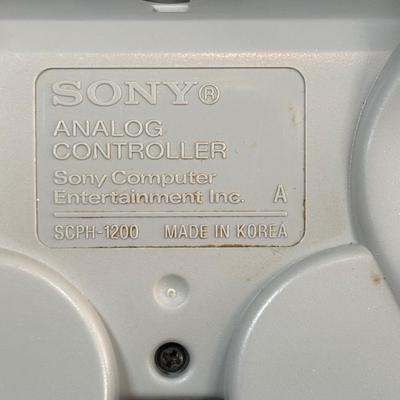 SONY®
ANALOG
CONTROLLER
Sony Computer
Entertainment Inc. A
SCPH-1200 MADE IN KOREA